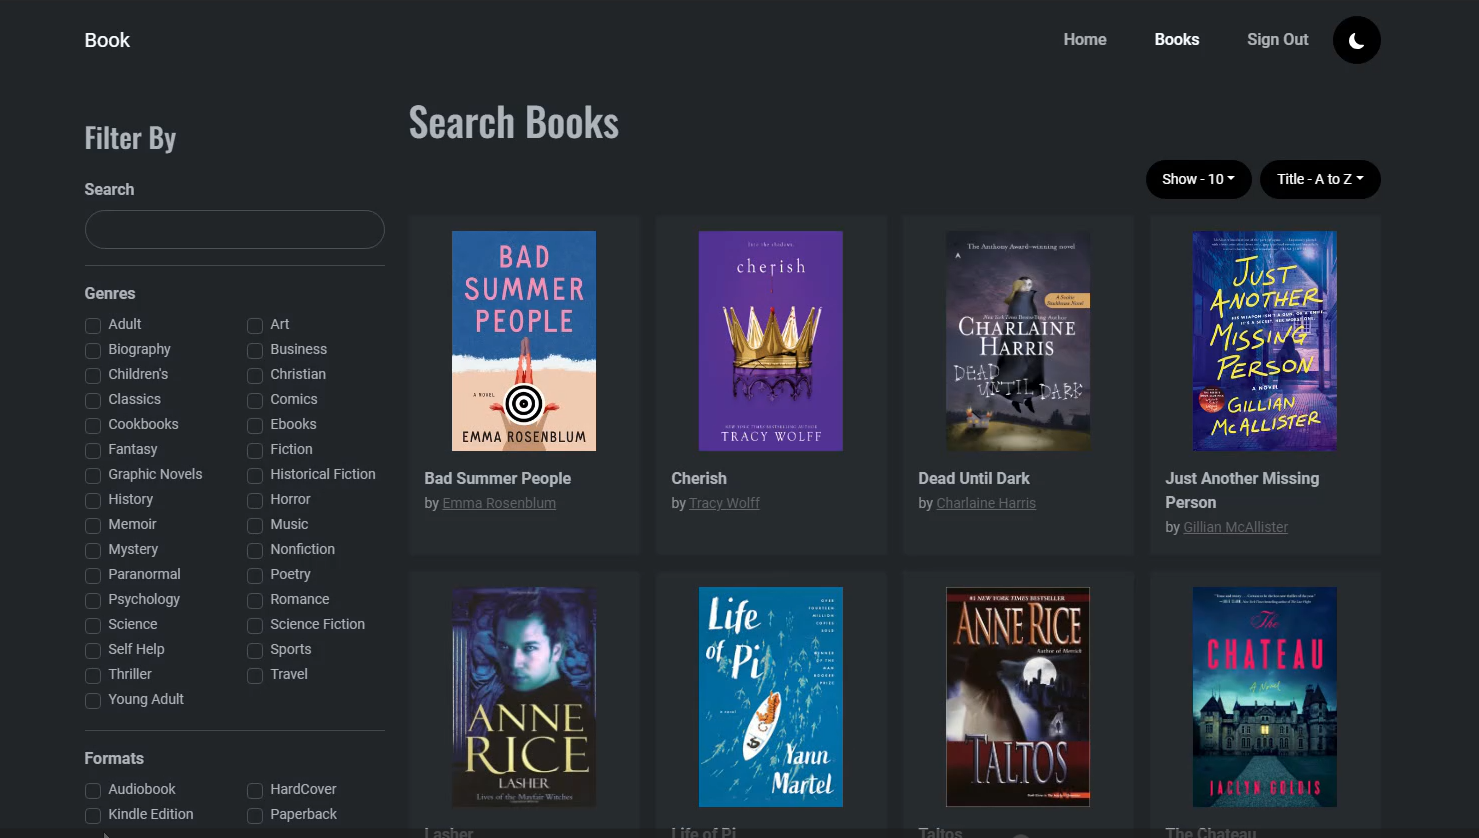 Book
Home Books Sign Out
Filter By
Search Books
Search
Show - 10
Title - A to Z
Genres
Adult
Art
Biography
Business
Children's
Christian
Classics
Comics
Cookbooks
Ebooks
Fantasy
Fiction
Graphic Novels
Historical Fiction
History
Horror
Memoir
Music
Mystery
Nonfiction
Paranormal
Poetry
Psychology
Romance
Science
Science Fiction
Self Help
Sports
Thriller
Travel
Young Adult
Formats
Audiobook
HardCover
Kindle Edition
Paperback
BAD
SUMMER
PEOPLE
A NOVEL
EMMA ROSENBLUM
Bad Summer People
by Emma Rosenblum
cherish
TRACY WOLFF
Cherish
by Tracy Wolff
The Anthony Award-winning novel
CHARLAINE
HARRIS
DEAD
UNTIL DARK
Dead Until Dark
by Charlaine Harris
JUST
ANOTHER
MISSING
PERSON
A NOVEL
GILLIAN
McALLISTER
Just Another Missing
Person
by Gillian McAllister
ANNE
RICE
LASHER
Lives of the Mayfair Witches
Lasher
Life
of Pi
a novel
Yann
Martel
Life of Pi
#1 NEW YORK TIMES BESTSELLER
ANNE RICE
Author of Merrick
TALTOS
Taltos
The
CHATEAU
A Novel
JACLYN GOLDIS
The Chateau